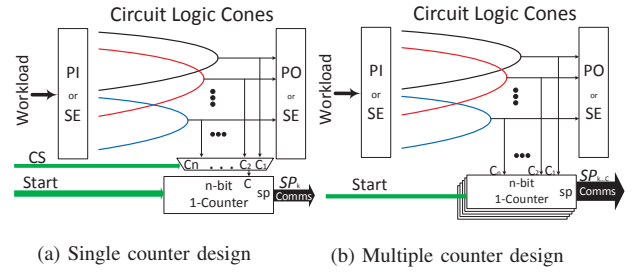 Circuit Logic Cones
Workload
PI
or
SE
PO
or
SE
CS
Cn . . . C2 C1
Start
C
n-bit
1-Counter
sp
SPk
Comms
(a) Single counter design
Circuit Logic Cones
Workload
PI
or
SE
PO
or
SE
Cn C2 C1
Start
n-bit
1-Counter
sp
SPk..C
Comms
(b) Multiple counter design